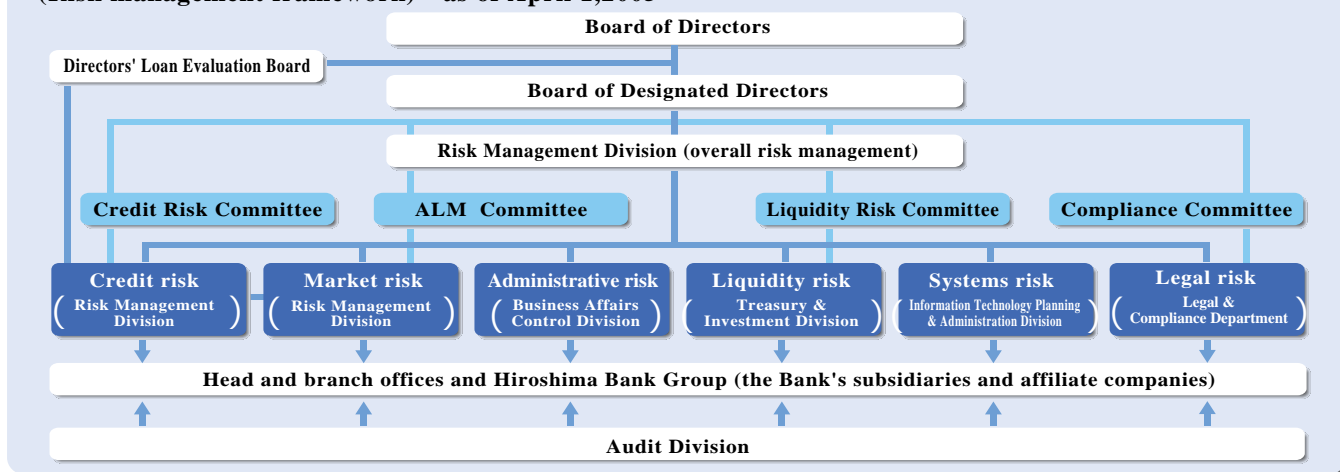 Board of Directors
Directors' Loan Evaluation Board
Board of Designated Directors
Risk Management Division (overall risk management)
Credit Risk Committee
ALM Committee
Liquidity Risk Committee
Compliance Committee
Credit risk
(Risk Management
Division)
Market risk
(Risk Management
Division)
Administrative risk
(Business Affairs
Control Division)
Liquidity risk
(Treasury &
Investment Division)
Systems risk
(Information Technology Planning
& Administration Division)
Legal risk
(Legal &
Compliance Department)
Head and branch offices and Hiroshima Bank Group (the Bank's subsidiaries and affiliate companies)
Audit Division